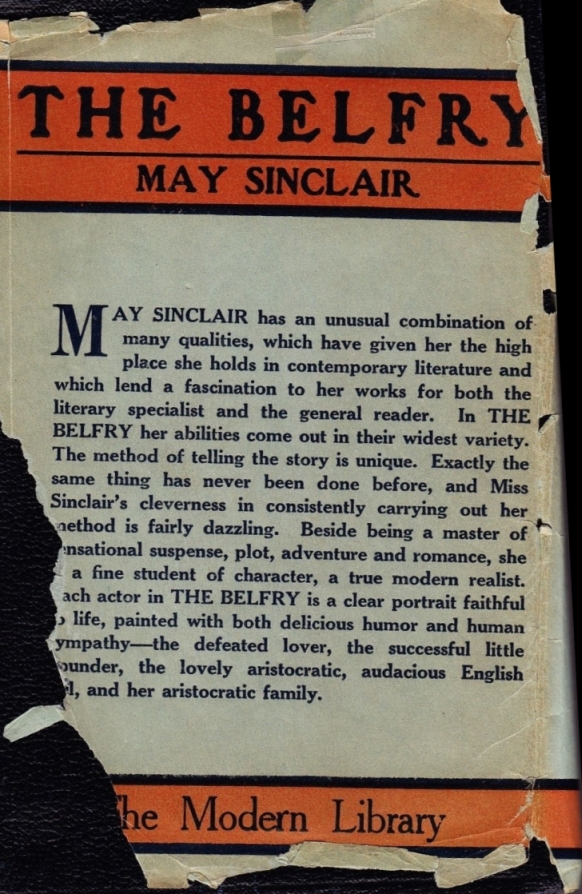 THE BELFRY
MAY SINCLAIR
MAY SINCLAIR has an unusual combination of
many qualities, which have given her the high
place she holds in contemporary literature and
which lend a fascination to her works for both the
literary specialist and the general reader. In THE
BELFRY her abilities come out in their widest variety.
The method of telling the story is unique. Exactly the
same thing has never been done before, and Miss
Sinclair's cleverness in consistently carrying out her
method is fairly dazzling. Beside being a master of
ensational suspense, plot, adventure and romance, she
a fine student of character, a true modern realist.
ach actor in THE BELFRY is a clear portrait faithful
life, painted with both delicious humor and human
ympathy—the defeated lover, the successful little
ounder, the lovely aristocratic, audacious English
l, and her aristocratic family.
The Modern Library